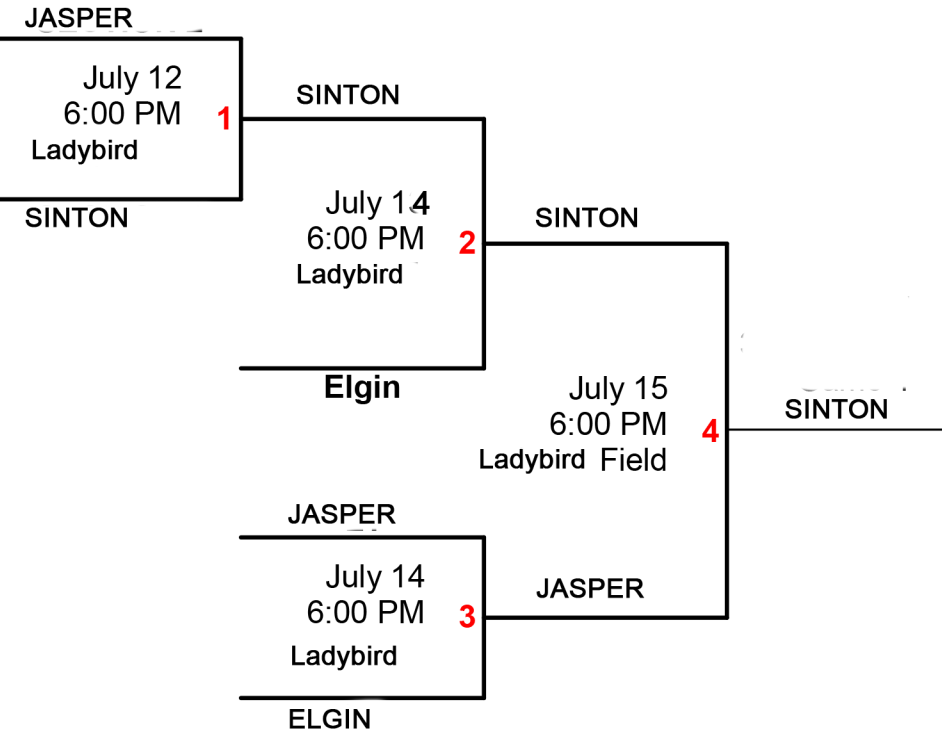 JASPER
July 12
6:00 PM
1
Ladybird
SINTON
SINTON
July 14
6:00 PM
2
Ladybird
Elgin
SINTON
July 15
6:00 PM
4
Ladybird Field
SINTON
JASPER
July 14
6:00 PM
3
Ladybird
ELGIN
JASPER